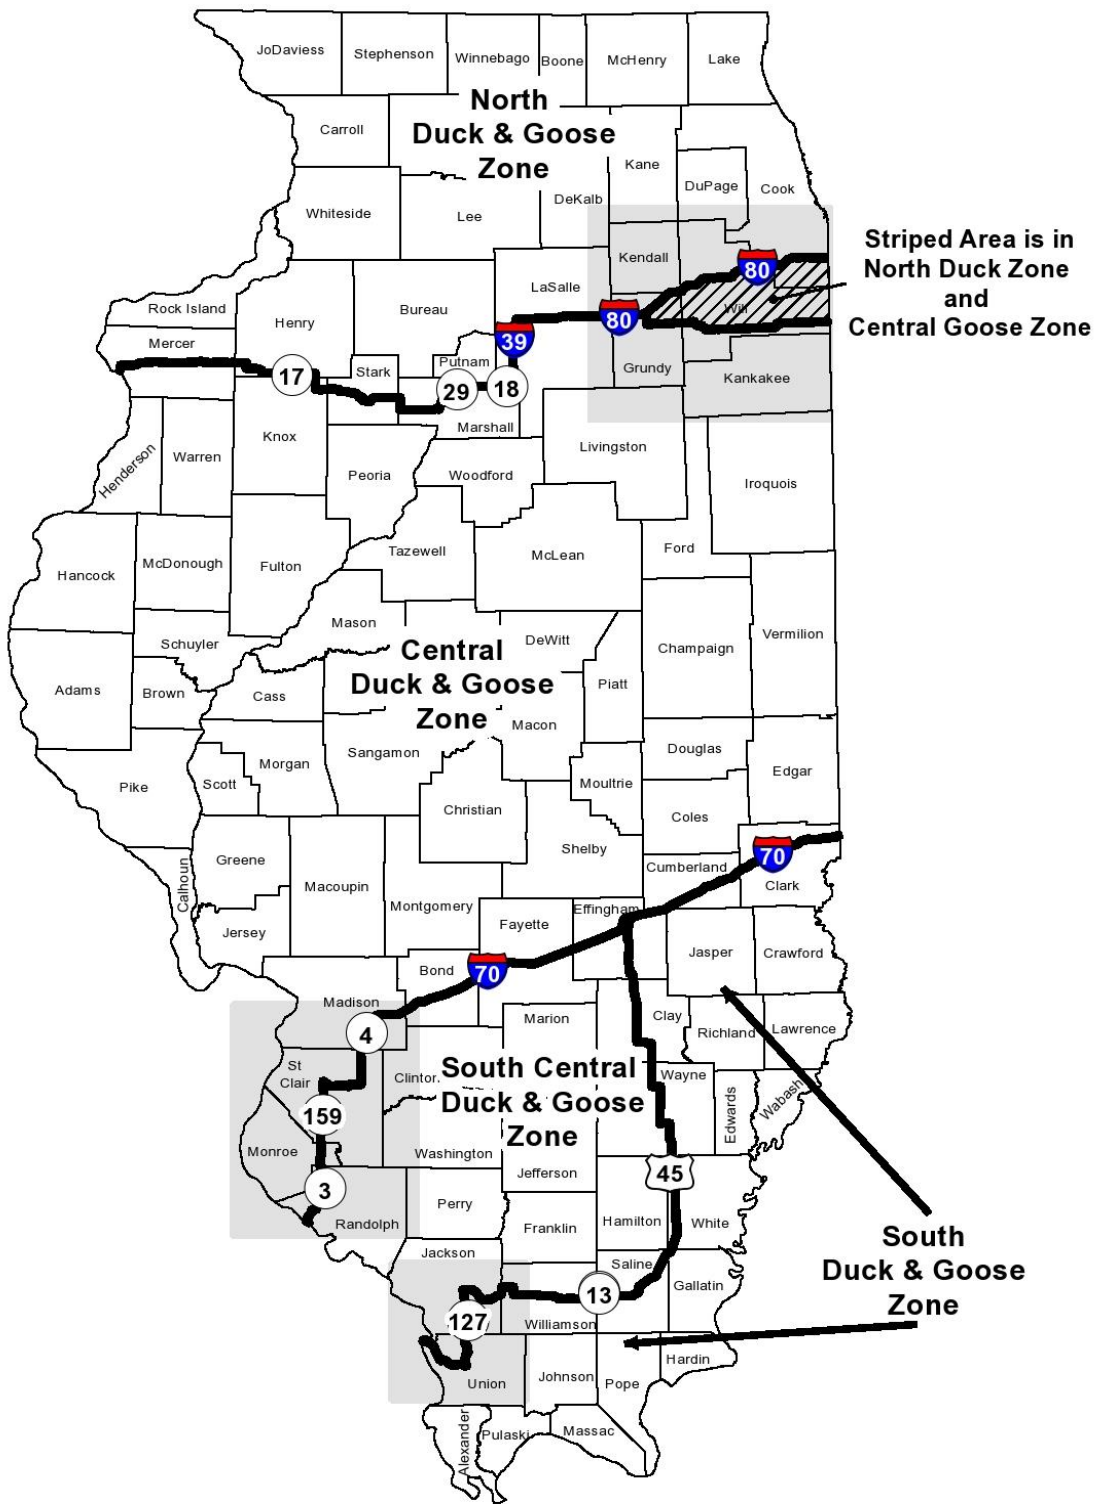 JoDaviess
Stephenson
Winnebago
Boone
McHenry
Lake
North
Duck & Goose
Zone
Carroll
Kane
DuPage
Cook
DeKalb
Whiteside
Lee
Striped Area is in
North Duck Zone
and
Central Goose Zone
Kendall
80
LaSalle
Rock Island
Bureau
Henry
80
Will
Mercer
39
Putnam
Stark
Grundy
Kankakee
17
29
18
Marshall
Knox
Livingston
Henderson
Warren
Peoria
Woodford
Iroquois
Tazewell
McLean
Ford
Hancock
McDonough
Fulton
Mason
DeWitt
Vermilion
Schuyler
Champaign
Central
Duck & Goose
Zone
Adams
Brown
Cass
Piatt
Macon
Sangamon
Douglas
Morgan
Edgar
Pike
Scott
Moultrie
Christian
Coles
Shelby
Greene
Cumberland
70
Calhoun
Macoupin
Clark
Montgomery
Effingham
Fayette
Jersey
Jasper
Crawford
Bond
70
Madison
Marion
Clay
Richland
Lawrence
4
St
Clair
Clinton
South Central
Duck & Goose
Zone
Wayne
Edwards
Wabash
159
Monroe
Washington
Jefferson
45
3
Perry
Randolph
Franklin
Hamilton
White
South
Duck & Goose
Zone
Jackson
Saline
Gallatin
13
127
Williamson
Hardin
Union
Johnson
Pope
Alexander
Pulaski
Massac